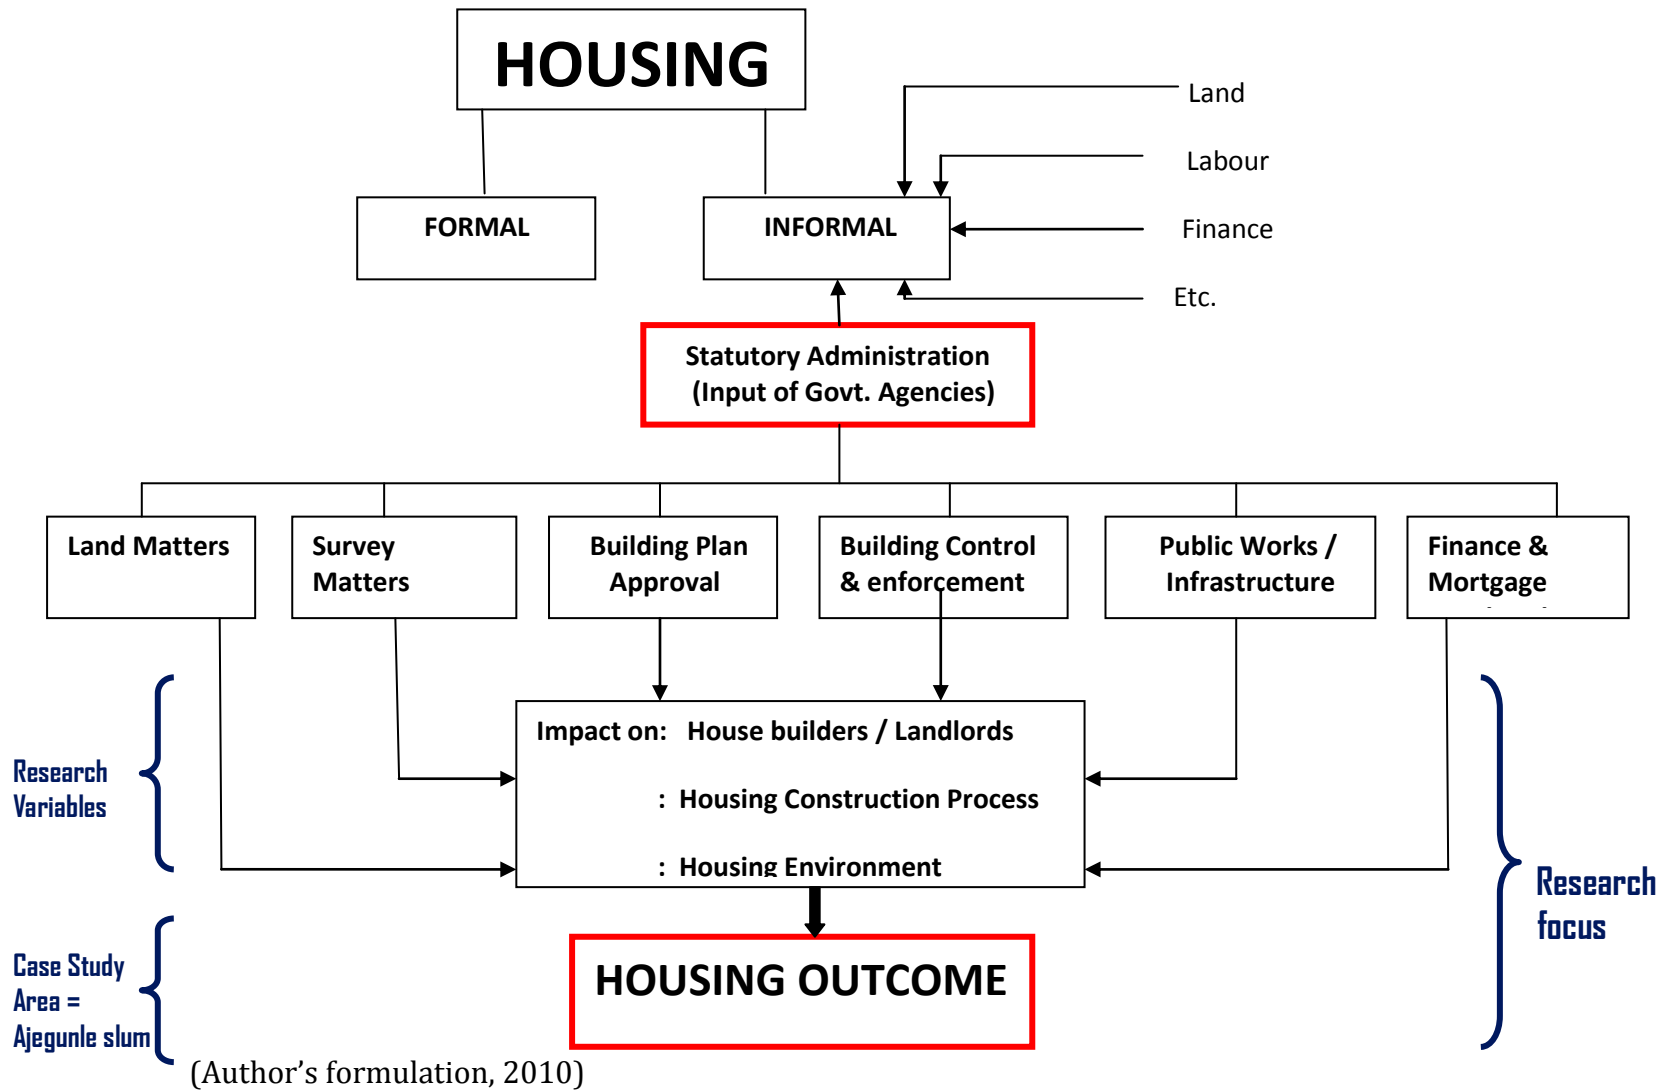 HOUSING
Land
Labour
FORMAL
INFORMAL
Finance
Etc.
Statutory Administration
(Input of Govt. Agencies)
Land Matters
Survey
Matters
Building Plan
Approval
Building Control
& enforcement
Public Works /
Infrastructure
Finance &
Mortgage
Impact on: House builders / Landlords
: Housing Construction Process
: Housing Environment
Research
Variables
Research
focus
HOUSING OUTCOME
Case Study
Area =
Ajegunle slum
(Author’s formulation, 2010)